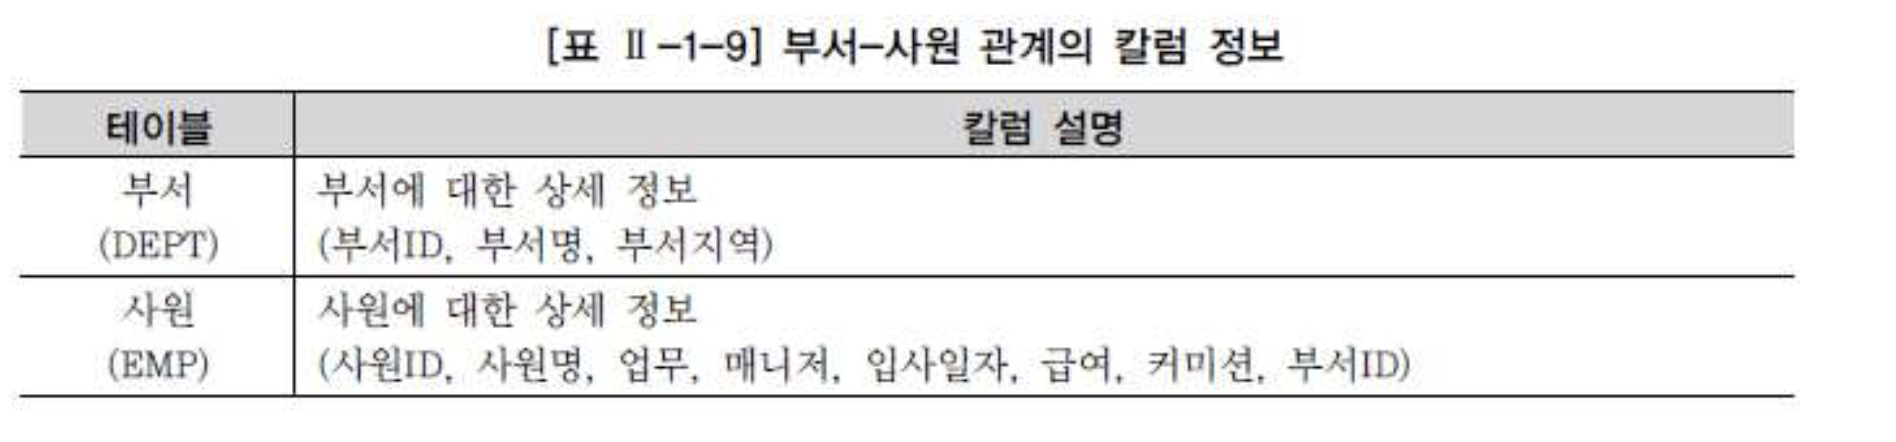 [표 Ⅱ-1-9] 부서-사원 관계의 칼럼 정보
테이블 칼럼 설명
부서 부서에 대한 상세 정보
(DEPT) (부서ID, 부서명, 부서지역)
사원 사원에 대한 상세 정보
(EMP) (사원ID, 사원명, 업무, 매니저, 입사일자, 급여, 커미션, 부서ID)